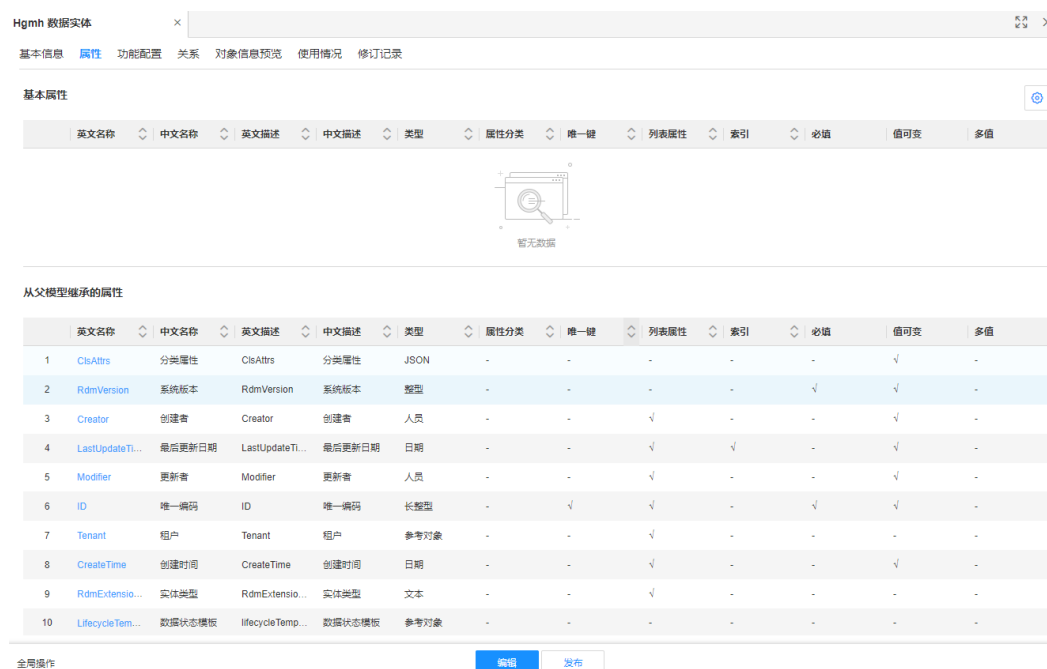 Hgmh 数据实体
基本信息 属性 功能配置 关系 对象信息预览 使用情况 修订记录
基本属性
英文名称 中文名称 英文描述 中文描述 类型 属性分类 唯一键 列表属性 索引 必填 值可变 多值
暂无数据
从父模型继承的属性
英文名称 中文名称 英文描述 中文描述 类型 属性分类 唯一键 列表属性 索引 必填 值可变 多值
1 ClsAttrs 分类属性 ClsAttrs 分类属性 JSON - - - - - √ -
2 RdmVersion 系统版本 RdmVersion 系统版本 整型 - - - - √ √ -
3 Creator 创建者 Creator 创建者 人员 - - √ - - √ -
4 LastUpdateTi... 最后更新日期 LastUpdateTi... 最后更新日期 日期 - - √ √ - √ -
5 Modifier 更新者 Modifier 更新者 人员 - - √ - - √ -
6 ID 唯一编码 ID 唯一编码 长整型 - √ √ - √ √ -
7 Tenant 租户 Tenant 租户 参考对象 - - √ - - - -
8 CreateTime 创建时间 CreateTime 创建时间 日期 - - √ - - √ -
9 RdmExtensio... 实体类型 RdmExtensio... 实体类型 文本 - - √ - - - -
10 LifecycleTem... 数据状态模板 lifecycleTemp... 数据状态模板 参考对象 - - - - - - -
全局操作 编辑 发布